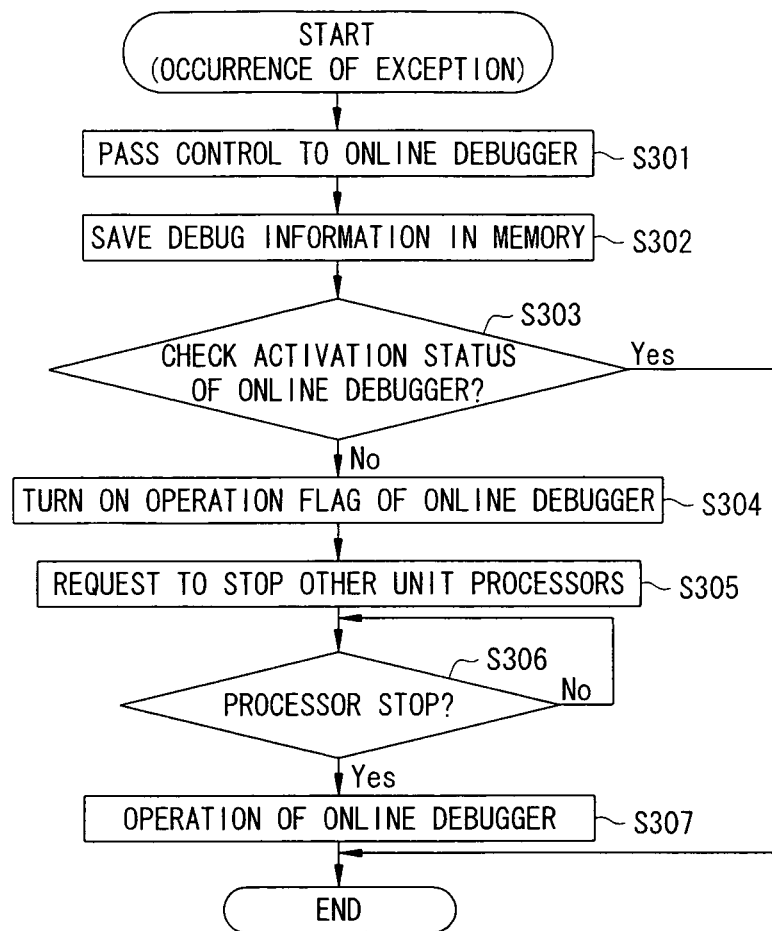 START
(OCCURRENCE OF EXCEPTION)
PASS CONTROL TO ONLINE DEBUGGER
S301
SAVE DEBUG INFORMATION IN MEMORY
S302
S303
CHECK ACTIVATION STATUS
OF ONLINE DEBUGGER?
Yes
No
TURN ON OPERATION FLAG OF ONLINE DEBUGGER
S304
REQUEST TO STOP OTHER UNIT PROCESSORS
S305
S306
PROCESSOR STOP?
No
Yes
OPERATION OF ONLINE DEBUGGER
S307
END